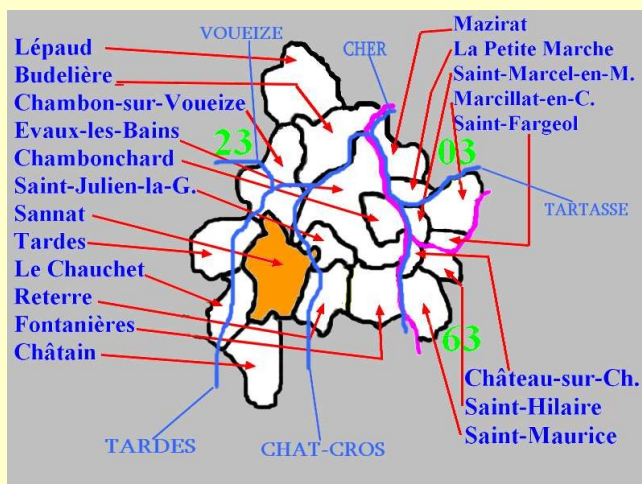 Lépaud
Budelière
Chambon-sur-Voueize
Evaux-les-Bains
Chambonchard
Saint-Julien-la-G.
Sannat
Tardes
Le Chauchet
Reterre
Fontanières
Châtain
VOUEIZE
CHER
23
03
63
TARDES
CHAT-CROS
TARTASSE
Mazirat
La Petite Marche
Saint-Marcel-en-M.
Marcillat-en-C.
Saint-Fargeol
Château-sur-Ch.
Saint-Hilaire
Saint-Maurice